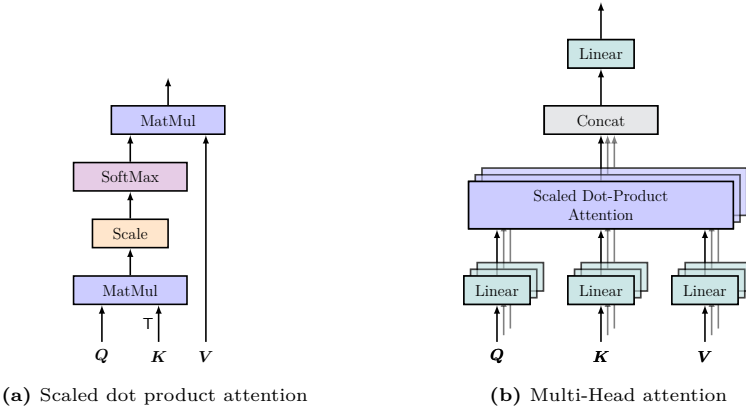 MatMul
SoftMax
Scale
MatMul
T
Q K V
(a) Scaled dot product attention
Linear
Concat
Scaled Dot-Product
Attention
Linear Linear Linear
Q K V
(b) Multi-Head attention